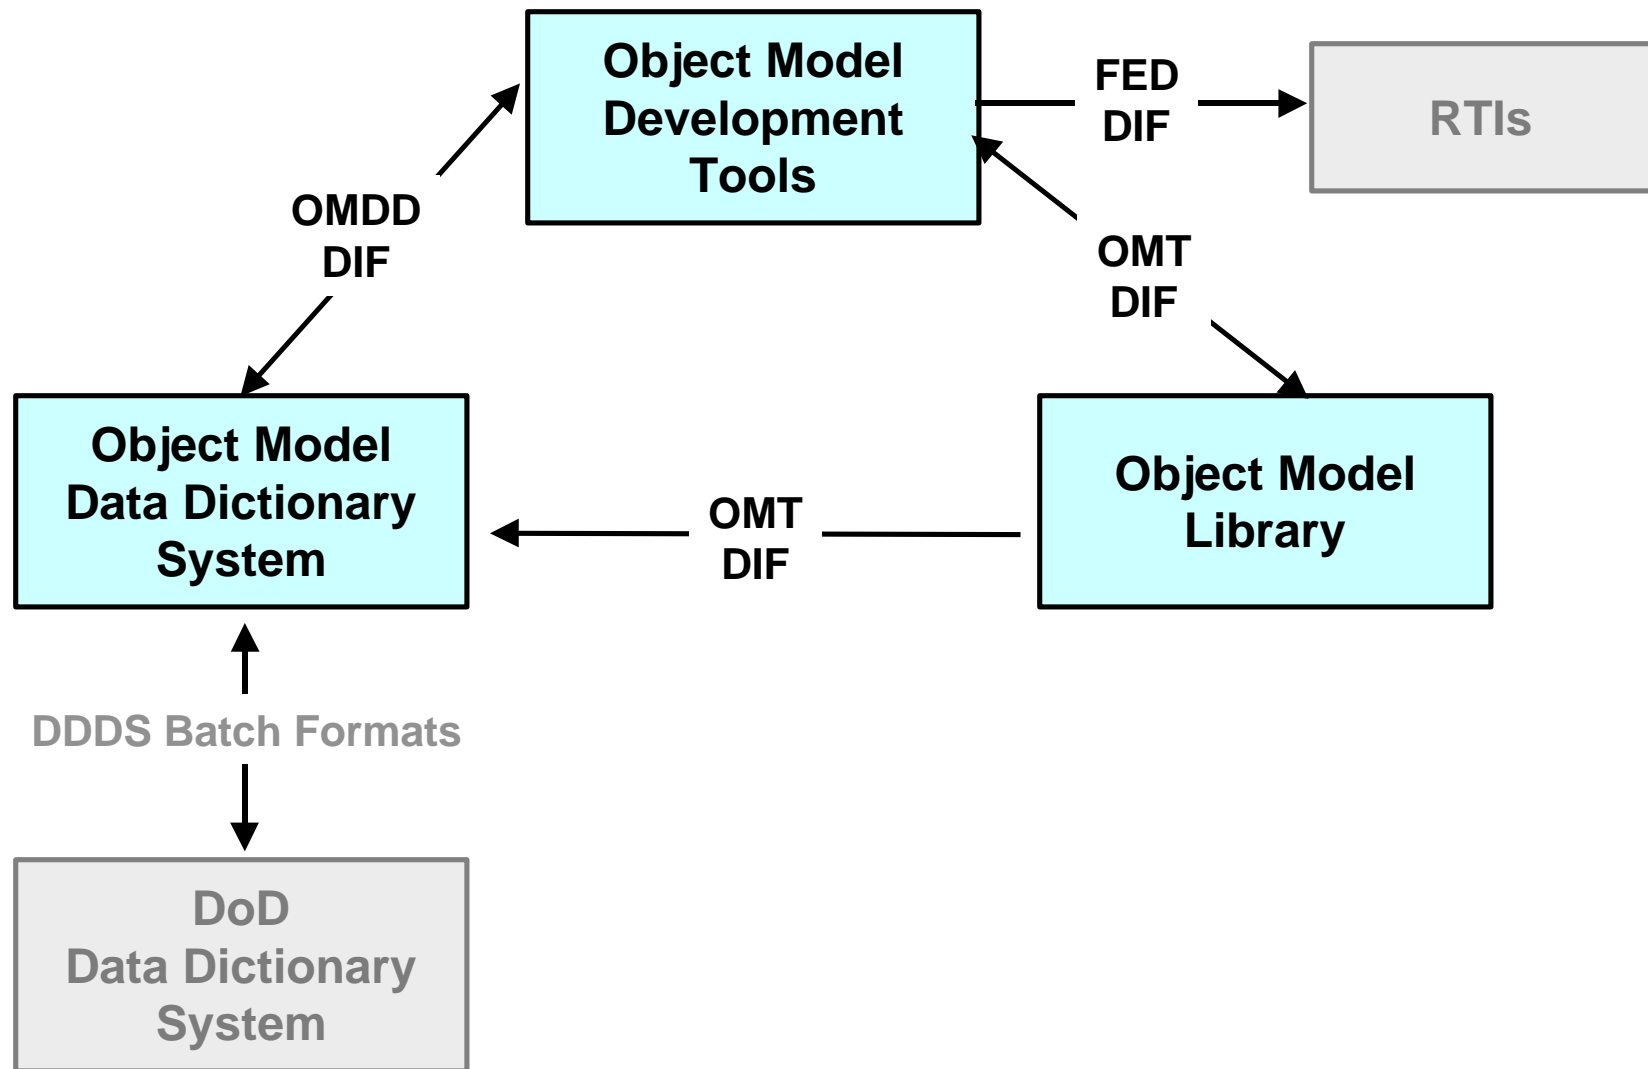 Object Model
Development
Tools
FED
DIF
RTIs
OMDD
DIF
OMT
DIF
Object Model
Data Dictionary
System
OMT
DIF
Object Model
Library
DDDS Batch Formats
DoD
Data Dictionary
System